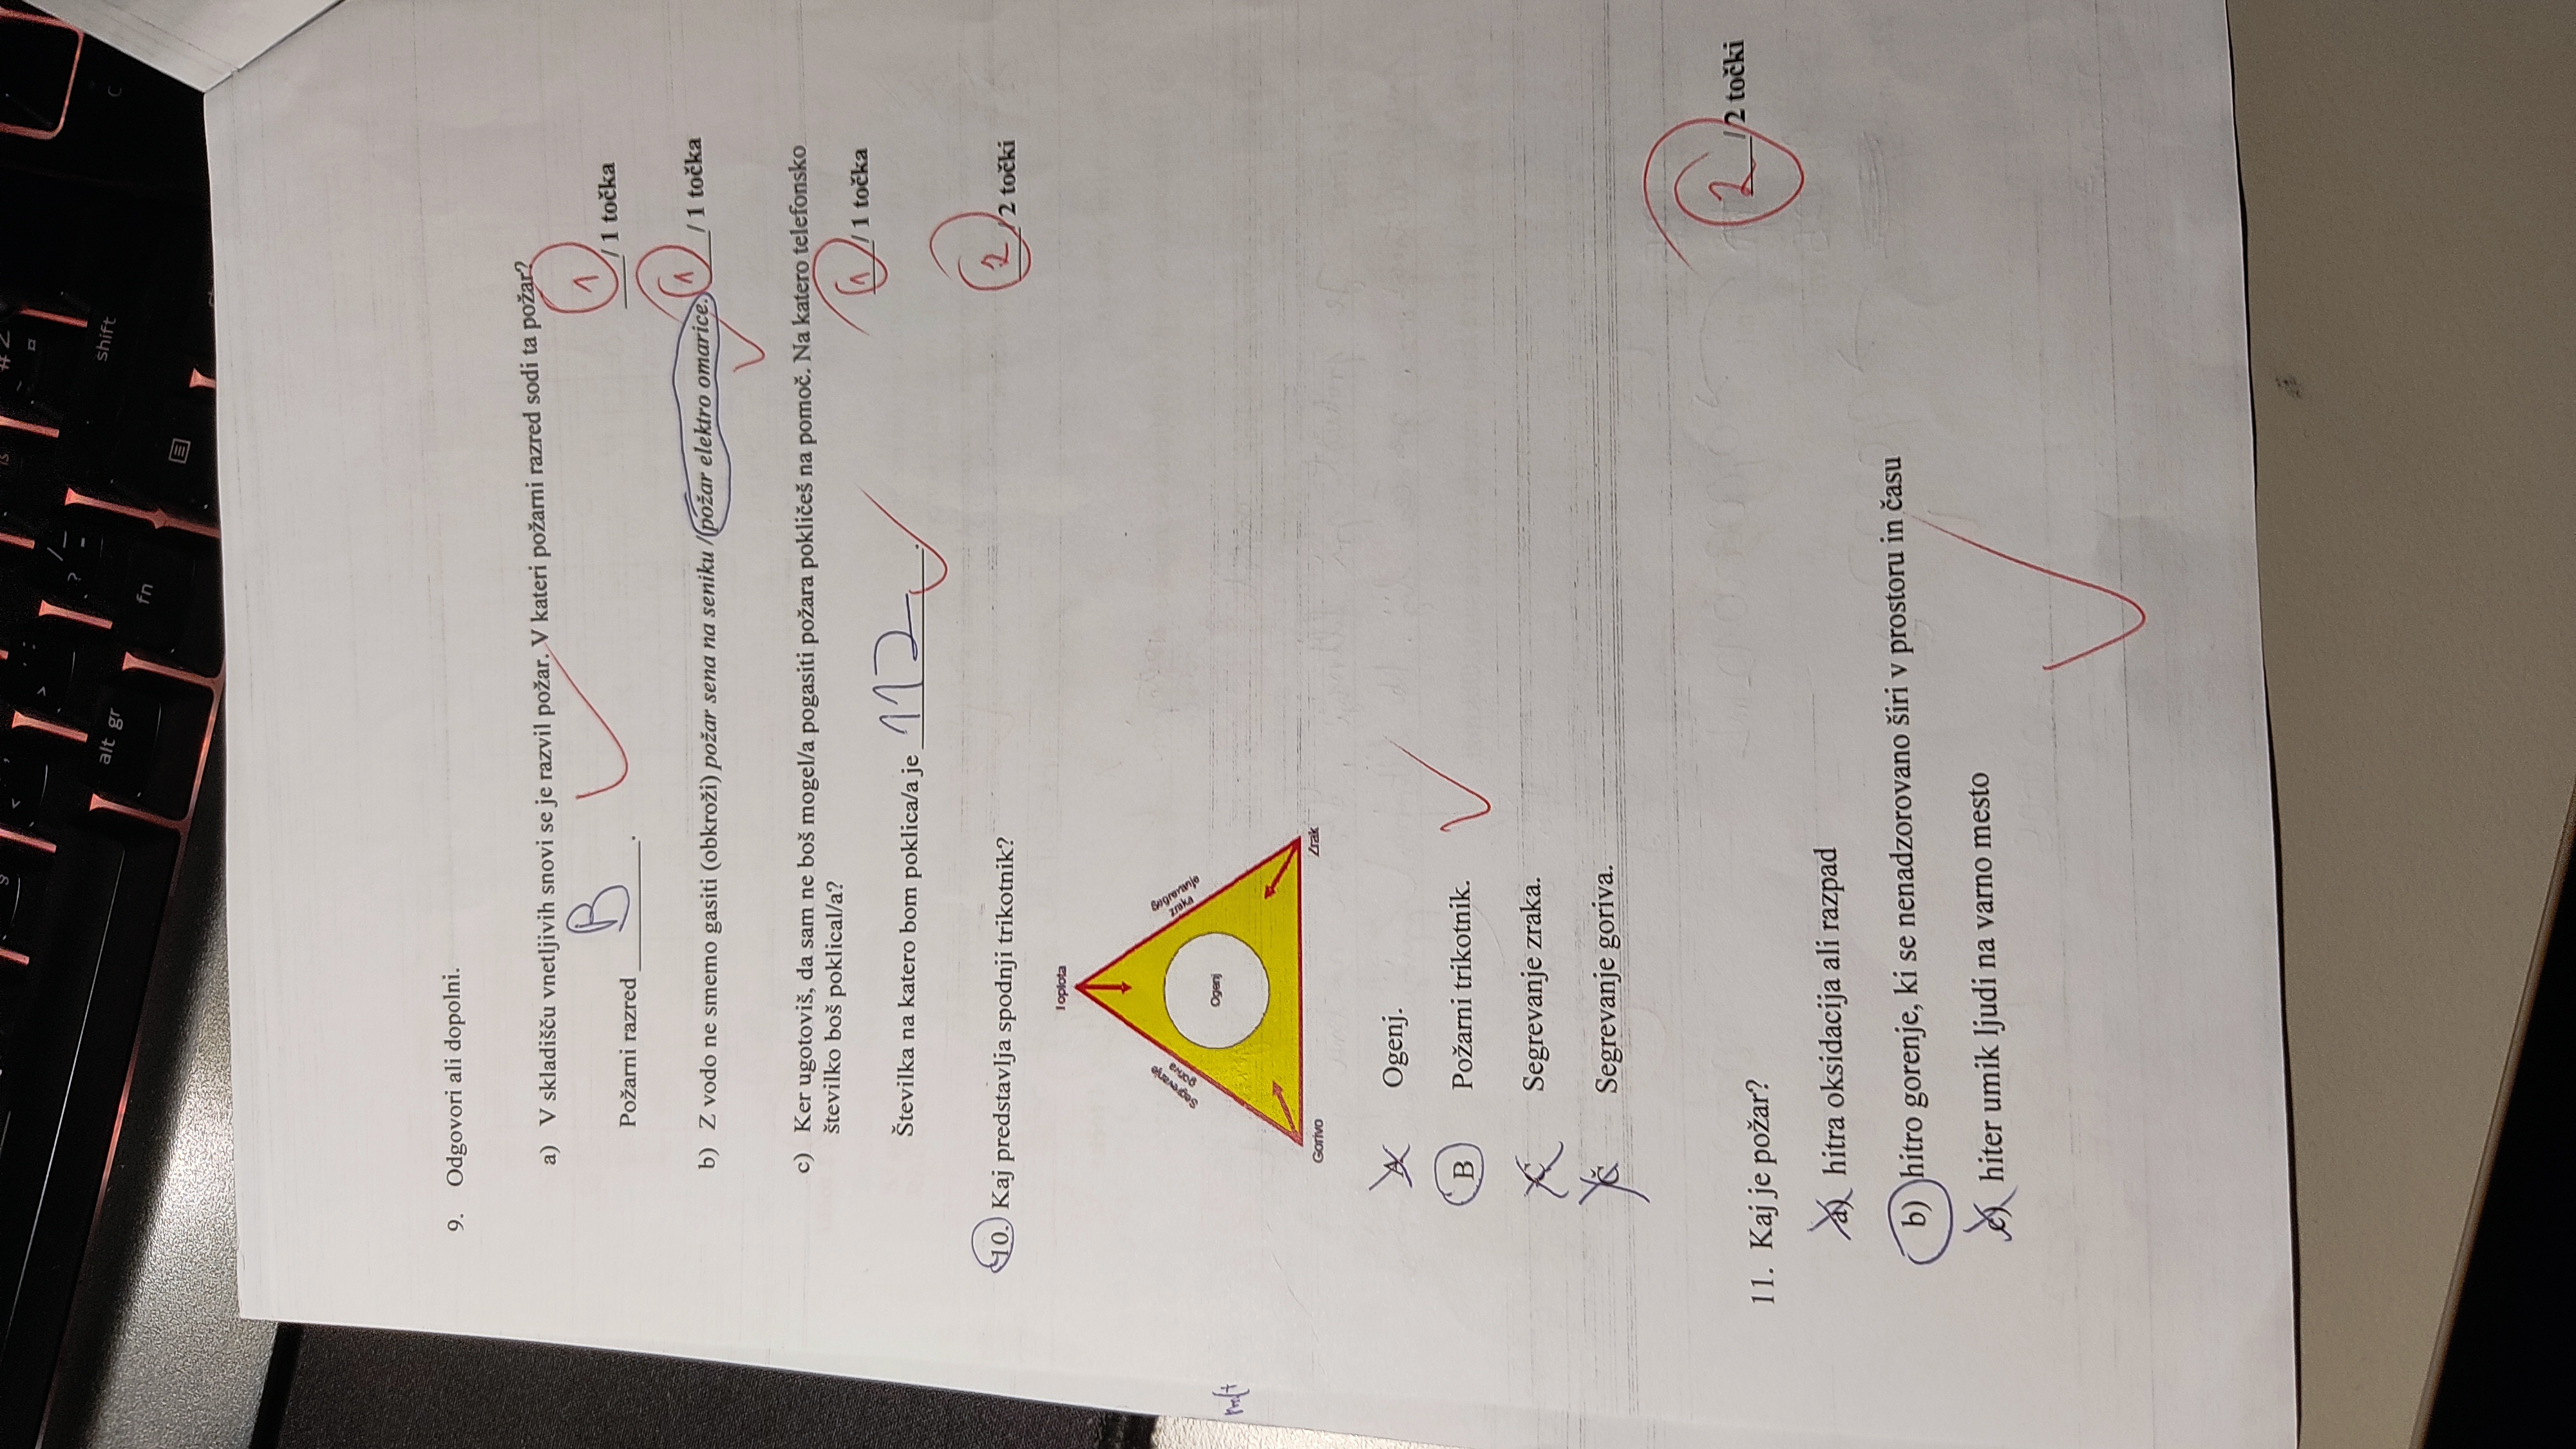 alt gr
fn
shift
9. Odgovori ali dopolni.
a) V skladišču vnetljivih snovi se je razvil požar. V kateri požarni razred sodi ta požar?
1
Požarni razred B. / 1 točka
b) Z vodo ne smemo gasiti (obkroži) požar sena na seniku / požar elektro omarice. 1 / 1 točka
c) Ker ugotoviš, da sam ne boš mogel/a pogasiti požara pokličeš na pomoč. Na katero telefonsko
številko boš poklical/a?
1 / 1 točka
Številka na katero bom poklica/a je 112.
10. Kaj predstavlja spodnji trikotnik? 2 / 2 točki
Toplota
Segrevanje goriva
Segrevanje zraka
Ogenj
Gorivo
Zrak
A Ogenj.
B Požarni trikotnik.
C Segrevanje zraka.
Č Segrevanje goriva.
2 / 2 točki
11. Kaj je požar?
a) hitra oksidacija ali razpad
b) hitro gorenje, ki se nenadzorovano širi v prostoru in času
c) hiter umik ljudi na varno mesto